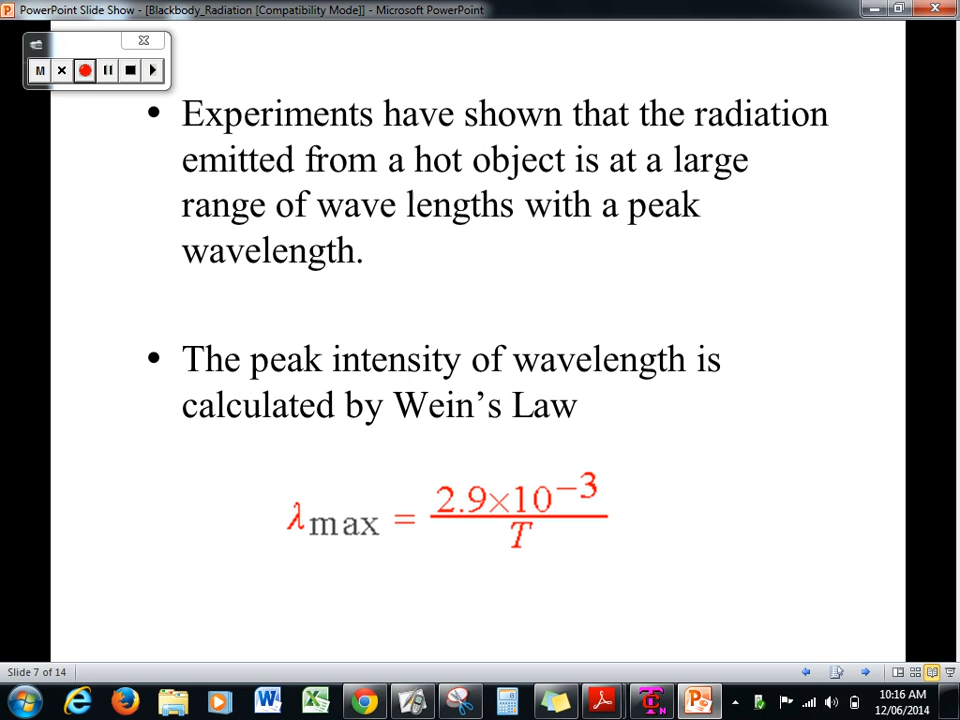 PowerPoint Slide Show - [Blackbody_Radiation [Compatibility Mode]] - Microsoft PowerPoint
M
• Experiments have shown that the radiation
emitted from a hot object is at a large
range of wave lengths with a peak
wavelength.
• The peak intensity of wavelength is
calculated by Wein's Law
λmax = 2.9×10⁻³
T
Slide 7 of 14
10:16 AM
12/06/2014